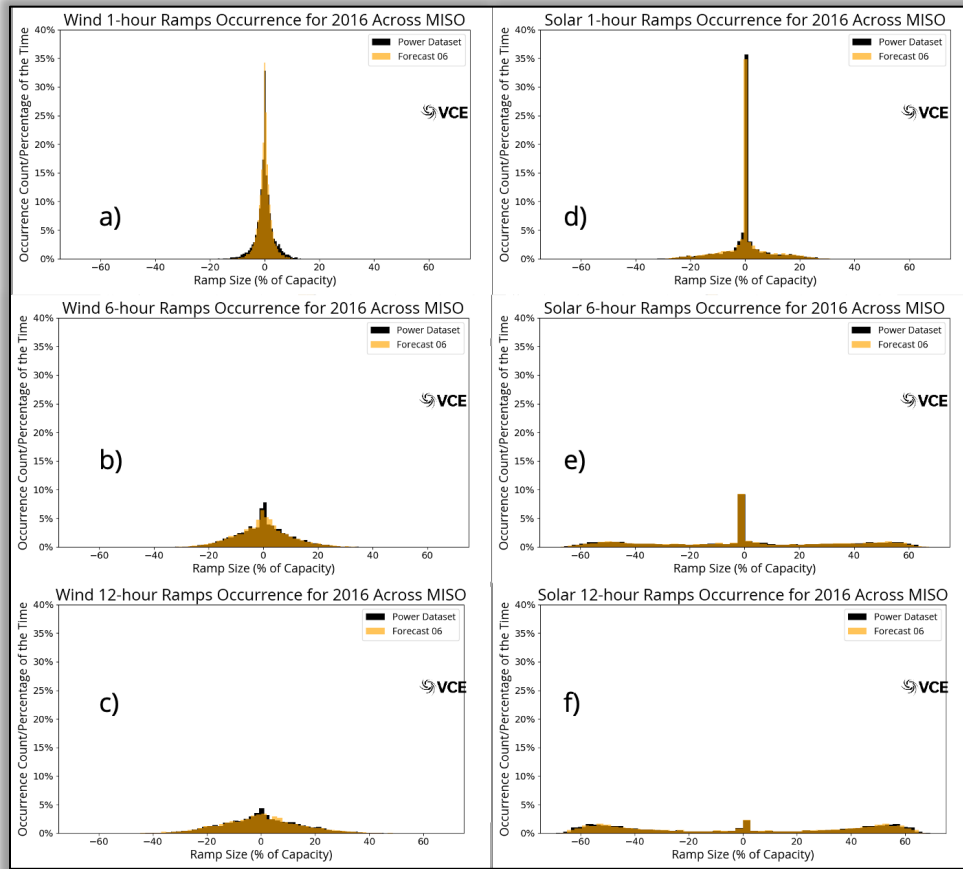 Wind 1-hour Ramps Occurrence for 2016 Across MISO
Occurrence Count/Percentage of the Time
40%
35%
30%
25%
20%
15%
10%
5%
0%
Power Dataset
Forecast 06
VCE
a)
−60 −40 −20 0 20 40 60
Ramp Size (% of Capacity)
Solar 1-hour Ramps Occurrence for 2016 Across MISO
Occurrence Count/Percentage of the Time
40%
35%
30%
25%
20%
15%
10%
5%
0%
Power Dataset
Forecast 06
VCE
d)
−60 −40 −20 0 20 40 60
Ramp Size (% of Capacity)
Wind 6-hour Ramps Occurrence for 2016 Across MISO
Occurrence Count/Percentage of the Time
40%
35%
30%
25%
20%
15%
10%
5%
0%
Power Dataset
Forecast 06
VCE
b)
−60 −40 −20 0 20 40 60
Ramp Size (% of Capacity)
Solar 6-hour Ramps Occurrence for 2016 Across MISO
Occurrence Count/Percentage of the Time
40%
35%
30%
25%
20%
15%
10%
5%
0%
Power Dataset
Forecast 06
VCE
e)
−60 −40 −20 0 20 40 60
Ramp Size (% of Capacity)
Wind 12-hour Ramps Occurrence for 2016 Across MISO
Occurrence Count/Percentage of the Time
40%
35%
30%
25%
20%
15%
10%
5%
0%
Power Dataset
Forecast 06
VCE
c)
−60 −40 −20 0 20 40 60
Ramp Size (% of Capacity)
Solar 12-hour Ramps Occurrence for 2016 Across MISO
Occurrence Count/Percentage of the Time
40%
35%
30%
25%
20%
15%
10%
5%
0%
Power Dataset
Forecast 06
VCE
f)
−60 −40 −20 0 20 40 60
Ramp Size (% of Capacity)